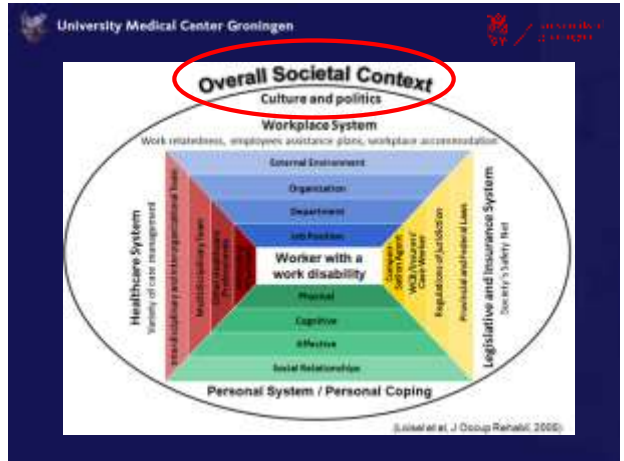 University Medical Center Groningen
Overall Societal Context
Culture and politics
Workplace System
Work relatedness, employees assistance plans, workplace accommodation
External Environment
Organization
Department
Job Position
Worker with a
work disability
Physical
Cognitive
Affective
Social Relationships
Personal System / Personal Coping
Healthcare System
Variety of case management
Interdisciplinary and Interorganizational Team
Multidisciplinary Team
Other Healthcare
Professionals
Compen-
sation Agent
WCB/Insurers'
Case Worker
Regulations of jurisdiction
Provincial and Federal Laws
Legislative and Insurance System
Society's Safety Net
(Loisel et al, J Occup Rehabil, 2005)